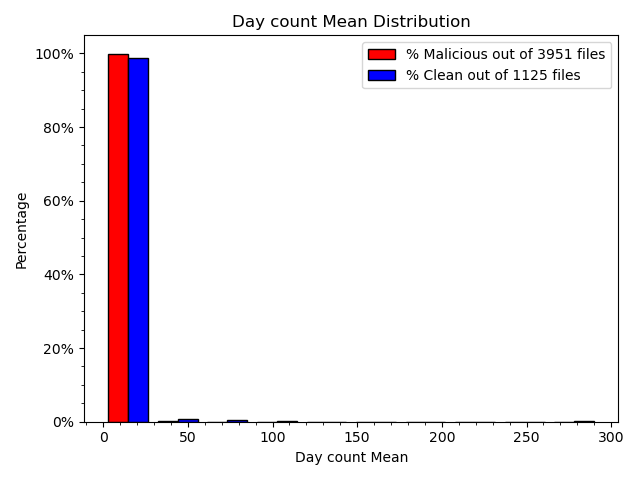 Day count Mean Distribution
% Malicious out of 3951 files
% Clean out of 1125 files
100%
80%
60%
40%
20%
0%
Percentage
0 50 100 150 200 250 300
Day count Mean